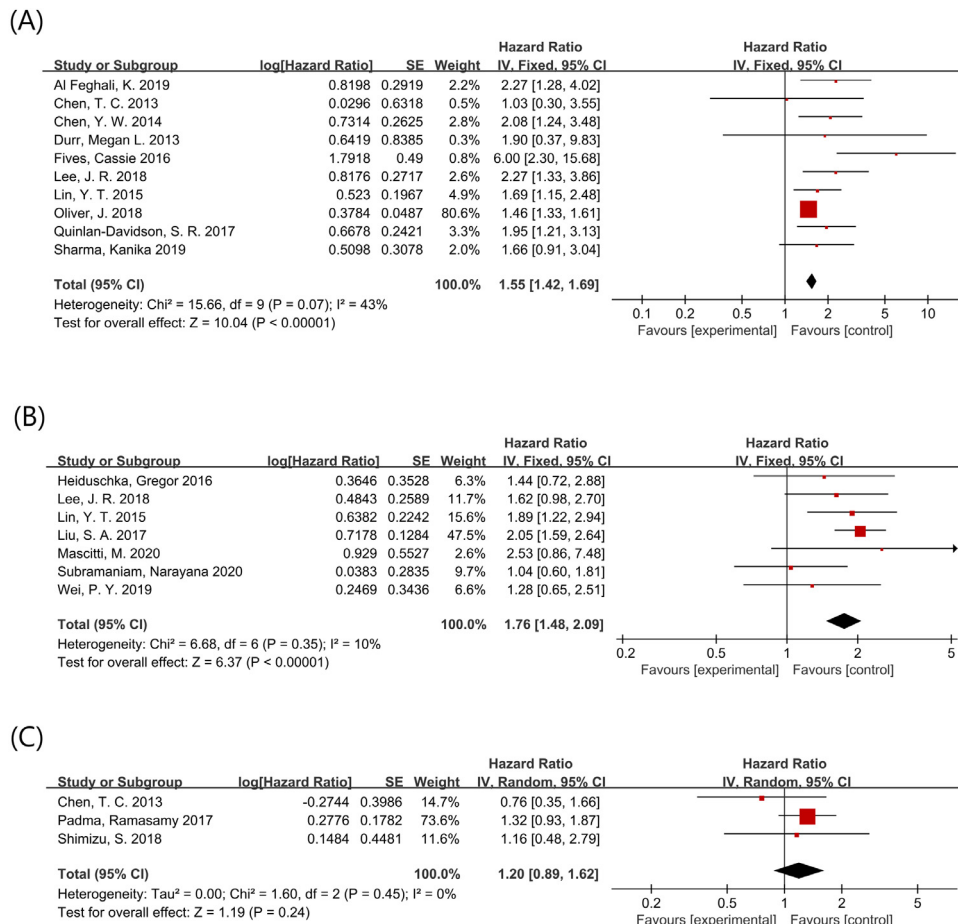 (A)
Hazard Ratio Hazard Ratio
Study or Subgroup log[Hazard Ratio] SE Weight IV, Fixed, 95% CI IV, Fixed, 95% CI
Al Feghali, K. 2019 0.8198 0.2919 2.2% 2.27 [1.28, 4.02]
Chen, T. C. 2013 0.0296 0.6318 0.5% 1.03 [0.30, 3.55]
Chen, Y. W. 2014 0.7314 0.2625 2.8% 2.08 [1.24, 3.48]
Durr, Megan L. 2013 0.6419 0.8385 0.3% 1.90 [0.37, 9.83]
Fives, Cassie 2016 1.7918 0.49 0.8% 6.00 [2.30, 15.68]
Lee, J. R. 2018 0.8176 0.2717 2.6% 2.27 [1.33, 3.86]
Lin, Y. T. 2015 0.523 0.1967 4.9% 1.69 [1.15, 2.48]
Oliver, J. 2018 0.3784 0.0487 80.6% 1.46 [1.33, 1.61]
Quinlan-Davidson, S. R. 2017 0.6678 0.2421 3.3% 1.95 [1.21, 3.13]
Sharma, Kanika 2019 0.5098 0.3078 2.0% 1.66 [0.91, 3.04]
Total (95% CI) 100.0% 1.55 [1.42, 1.69]
Heterogeneity: Chi² = 15.66, df = 9 (P = 0.07); I² = 43%
Test for overall effect: Z = 10.04 (P < 0.00001)
0.1 0.2 0.5 1 2 5 10
Favours [experimental] Favours [control]
(B)
Hazard Ratio Hazard Ratio
Study or Subgroup log[Hazard Ratio] SE Weight IV, Fixed, 95% CI IV, Fixed, 95% CI
Heiduschka, Gregor 2016 0.3646 0.3528 6.3% 1.44 [0.72, 2.88]
Lee, J. R. 2018 0.4843 0.2589 11.7% 1.62 [0.98, 2.70]
Lin, Y. T. 2015 0.6382 0.2242 15.6% 1.89 [1.22, 2.94]
Liu, S. A. 2017 0.7178 0.1284 47.5% 2.05 [1.59, 2.64]
Mascitti, M. 2020 0.929 0.5527 2.6% 2.53 [0.86, 7.48]
Subramaniam, Narayana 2020 0.0383 0.2835 9.7% 1.04 [0.60, 1.81]
Wei, P. Y. 2019 0.2469 0.3436 6.6% 1.28 [0.65, 2.51]
Total (95% CI) 100.0% 1.76 [1.48, 2.09]
Heterogeneity: Chi² = 6.68, df = 6 (P = 0.35); I² = 10%
Test for overall effect: Z = 6.37 (P < 0.00001)
0.2 0.5 1 2 5
Favours [experimental] Favours [control]
(C)
Hazard Ratio Hazard Ratio
Study or Subgroup log[Hazard Ratio] SE Weight IV, Random, 95% CI IV, Random, 95% CI
Chen, T. C. 2013 -0.2744 0.3986 14.7% 0.76 [0.35, 1.66]
Padma, Ramasamy 2017 0.2776 0.1782 73.6% 1.32 [0.93, 1.87]
Shimizu, S. 2018 0.1484 0.4481 11.6% 1.16 [0.48, 2.79]
Total (95% CI) 100.0% 1.20 [0.89, 1.62]
Heterogeneity: Tau² = 0.00; Chi² = 1.60, df = 2 (P = 0.45); I² = 0%
Test for overall effect: Z = 1.19 (P = 0.24)
0.2 0.5 1 2 5
Favours [experimental] Favours [control]